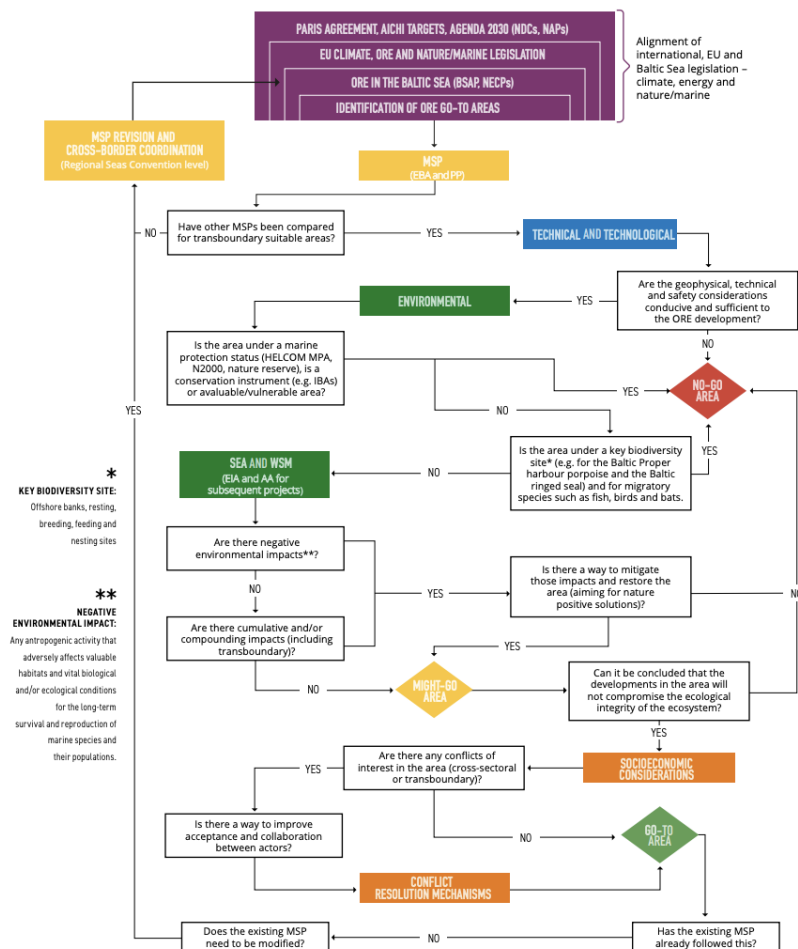 PARIS AGREEMENT, AICHI TARGETS, AGENDA 2030 (NDCs, NAPs)
EU CLIMATE, ORE AND NATURE/MARINE LEGISLATION
ORE IN THE BALTIC SEA (BSAP, NECPs)
IDENTIFICATION OF ORE GO-TO AREAS
Alignment of
international, EU and
Baltic Sea legislation –
climate, energy and
nature/marine
MSP REVISION AND
CROSS-BORDER COORDINATION
(Regional Seas Convention level)
MSP
(EBA and PP)
NO
Have other MSPs been compared
for transboundary suitable areas?
YES
TECHNICAL AND TECHNOLOGICAL
Are the geophysical, technical
and safety considerations
conducive and sufficient to
the ORE development?
YES
ENVIRONMENTAL
NO
Is the area under a marine
protection status (HELCOM MPA,
N2000, nature reserve), is a
conservation instrument (e.g. IBAs)
or avaluable/vulnerable area?
YES
NO-GO
AREA
NO
YES
YES
Is the area under a key biodiversity
site* (e.g. for the Baltic Proper
harbour porpoise and the Baltic
ringed seal) and for migratory
species such as fish, birds and bats.
NO
SEA AND WSM
(EIA and AA for
subsequent projects)
*
KEY BIODIVERSITY SITE:
Offshore banks, resting,
breeding, feeding and
nesting sites
Are there negative
environmental impacts**?
NO
YES
Is there a way to mitigate
those impacts and restore the
area (aiming for nature
positive solutions)?
NO
**
NEGATIVE
ENVIRONMENTAL IMPACT:
Any antropogenic activity that
adversely affects valuable
habitats and vital biological
and/or ecological conditions
for the long-term
survival and reproduction of
marine species and
their populations.
Are there cumulative and/or
compounding impacts (including
transboundary)?
YES
NO
MIGHT-GO
AREA
Can it be concluded that the
developments in the area will
not compromise the ecological
integrity of the ecosystem?
YES
SOCIOECONOMIC
CONSIDERATIONS
Are there any conflicts of
interest in the area (cross-sectoral
or transboundary)?
YES
Is there a way to improve
acceptance and collaboration
between actors?
NO
GO-TO
AREA
CONFLICT
RESOLUTION MECHANISMS
Does the existing MSP
need to be modified?
NO
Has the existing MSP
already followed this?